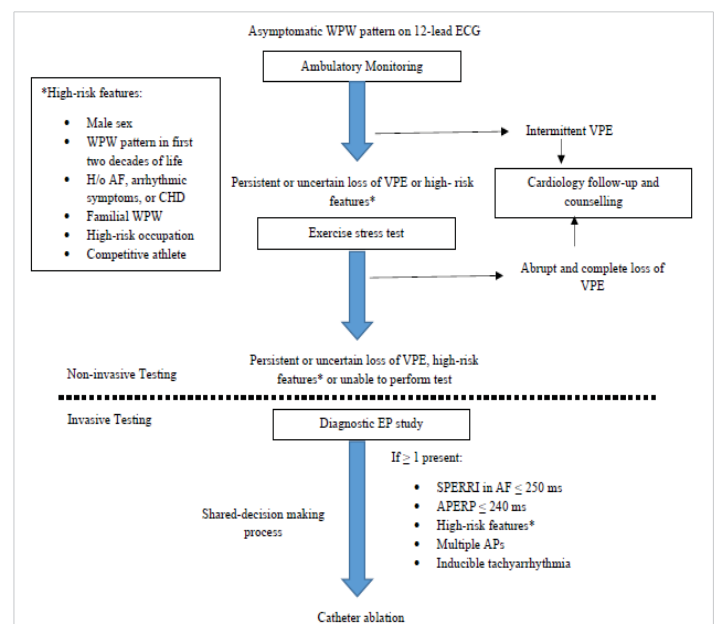 Asymptomatic WPW pattern on 12-lead ECG
Ambulatory Monitoring
*High-risk features:
• Male sex
• WPW pattern in first
two decades of life
• H/o AF, arrhythmic
symptoms, or CHD
• Familial WPW
• High-risk occupation
• Competitive athlete
Intermittent VPE
Cardiology follow-up and
counselling
Persistent or uncertain loss of VPE or high- risk
features*
Exercise stress test
Abrupt and complete loss of
VPE
Persistent or uncertain loss of VPE, high-risk
features* or unable to perform test
Non-invasive Testing
Invasive Testing
Diagnostic EP study
If ≥ 1 present:
• SPERRI in AF ≤ 250 ms
• APERP ≤ 240 ms
• High-risk features*
• Multiple APs
• Inducible tachyarrhythmia
Shared-decision making
process
Catheter ablation